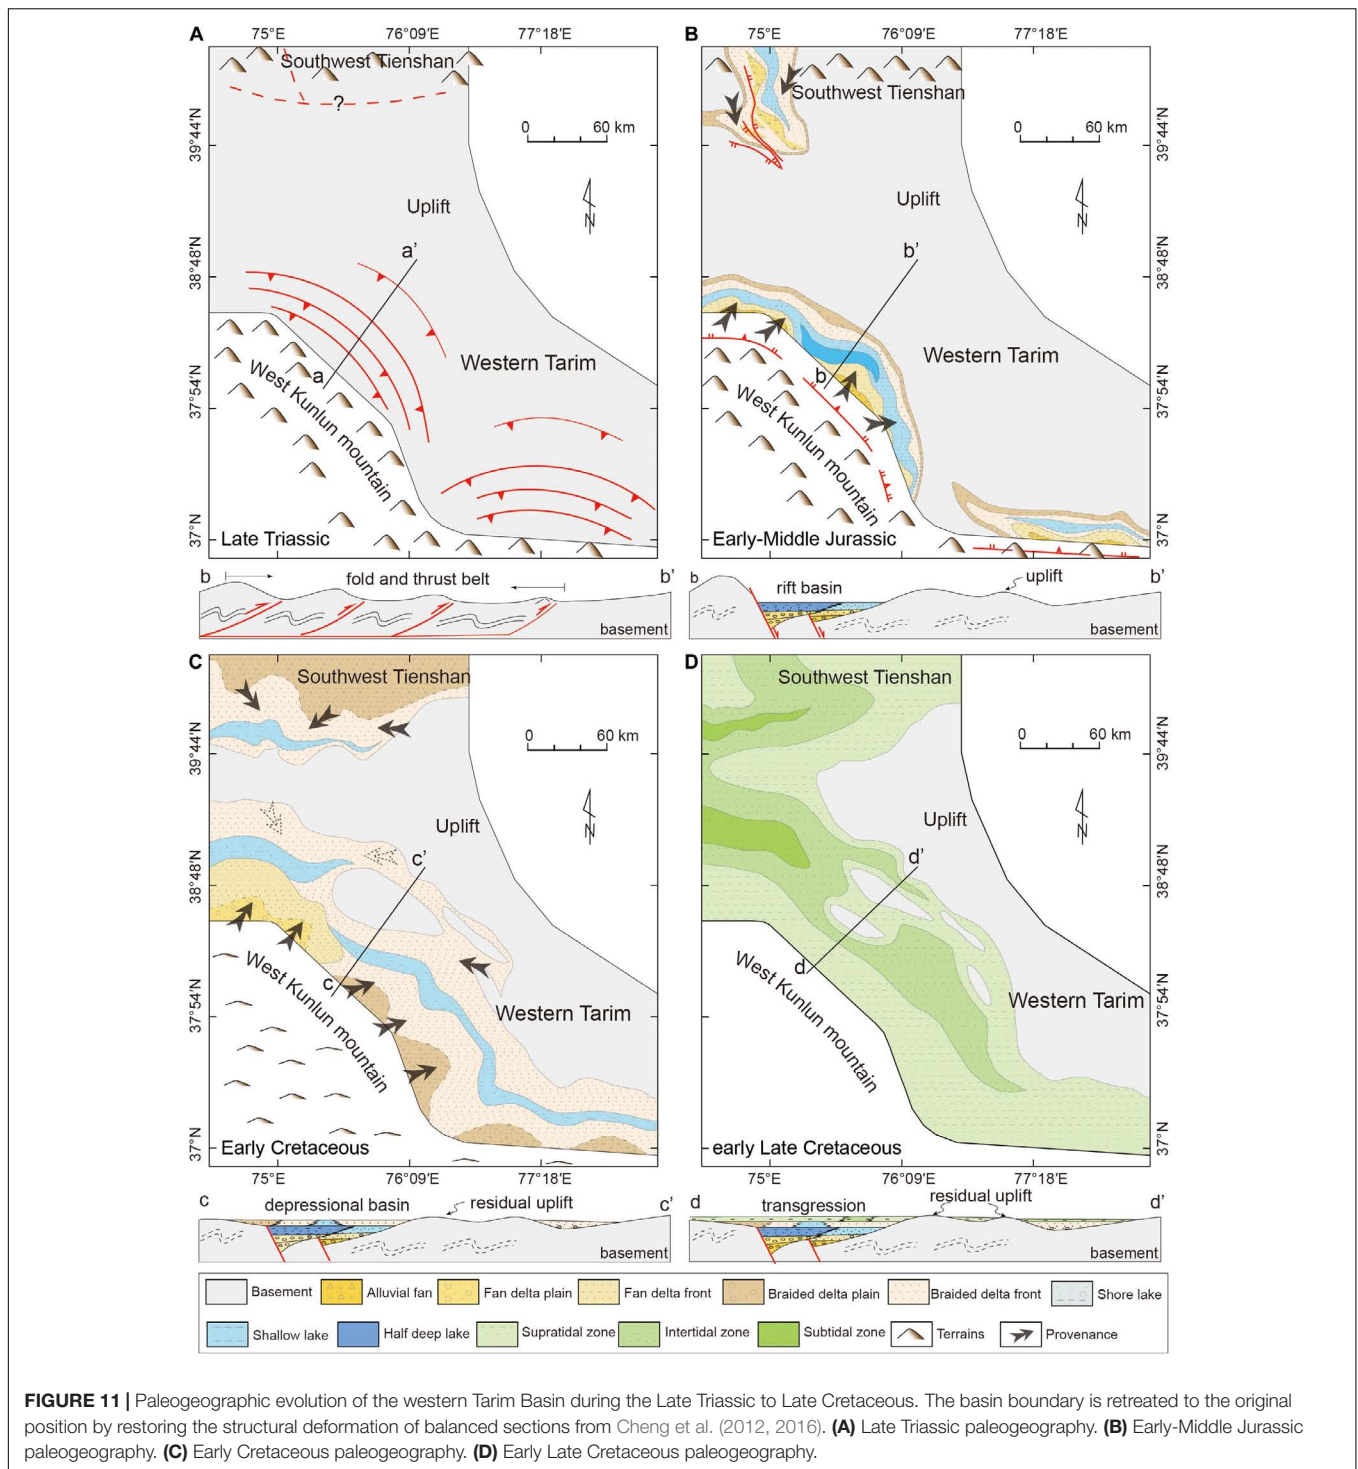 A
75°E
76°09'E
77°18'E
Southwest Tienshan
?
0
60 km
39°44'N
N
Uplift
a'
38°48'N
Western Tarim
a
West Kunlun mountain
37°54'N
37°N
Late Triassic
b
fold and thrust belt
b'
basement
B
75°E
76°09'E
77°18'E
Southwest Tienshan
0
60 km
39°44'N
N
Uplift
b'
38°48'N
Western Tarim
b
West Kunlun mountain
37°54'N
37°N
Early-Middle Jurassic
b
rift basin
uplift
b'
basement
C
Southwest Tienshan
0
60 km
39°44'N
N
Uplift
c'
38°48'N
c
West Kunlun mountain
Western Tarim
37°54'N
37°N
Early Cretaceous
75°E
76°09'E
77°18'E
c
depressional basin
residual uplift
c'
basement
D
Southwest Tienshan
0
60 km
39°44'N
N
Uplift
d'
38°48'N
d
West Kunlun mountain
Western Tarim
37°54'N
37°N
early Late Cretaceous
75°E
76°09'E
77°18'E
d
transgression
residual uplift
d'
basement
Basement
Alluvial fan
Fan delta plain
Fan delta front
Braided delta plain
Braided delta front
Shore lake
Shallow lake
Half deep lake
Supratidal zone
Intertidal zone
Subtidal zone
Terrains
Provenance
FIGURE 11 | Paleogeographic evolution of the western Tarim Basin during the Late Triassic to Late Cretaceous. The basin boundary is retreated to the original
position by restoring the structural deformation of balanced sections from Cheng et al. (2012, 2016). (A) Late Triassic paleogeography. (B) Early-Middle Jurassic
paleogeography. (C) Early Cretaceous paleogeography. (D) Early Late Cretaceous paleogeography.